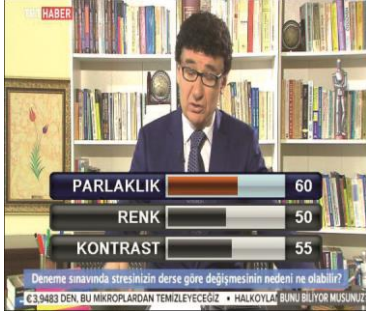 HABER
PARLAKLIK 60
RENK 50
KONTRAST 55
Deneme sınavında stresinizin derse göre değişmesinin nedeni ne olabilir?
€3,9483 DEN, BU MİKROPLARDAN TEMİZLEYECEĞİZ • HALKOYLA BUNU BİLİYOR MUSUNUZ